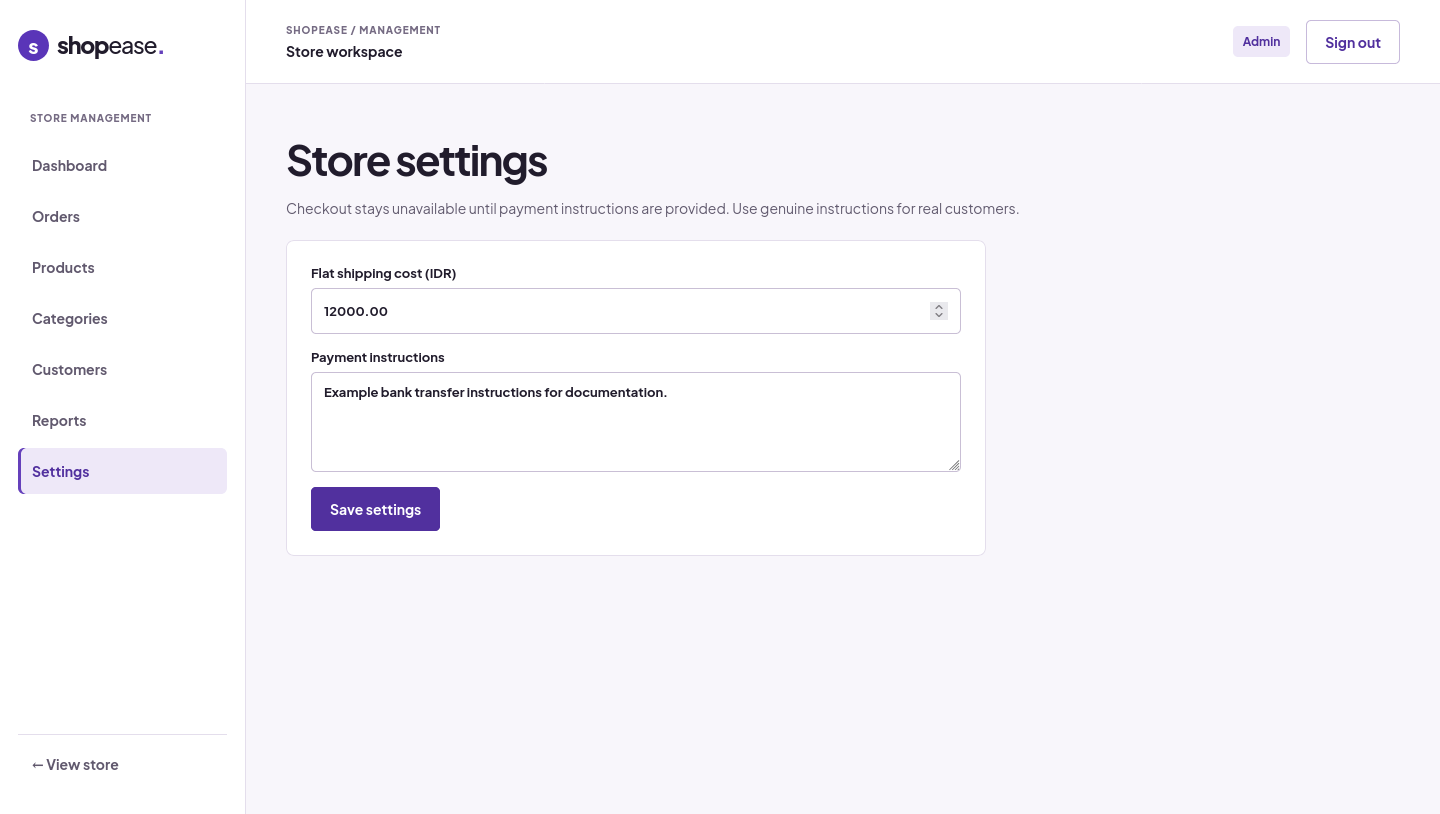 s shopease.
STORE MANAGEMENT
Dashboard
Orders
Products
Categories
Customers
Reports
Settings
← View store
SHOPEASE / MANAGEMENT
Store workspace
Admin
Sign out
Store settings
Checkout stays unavailable until payment instructions are provided. Use genuine instructions for real customers.
Flat shipping cost (IDR)
12000.00
Payment instructions
Example bank transfer instructions for documentation.
Save settings